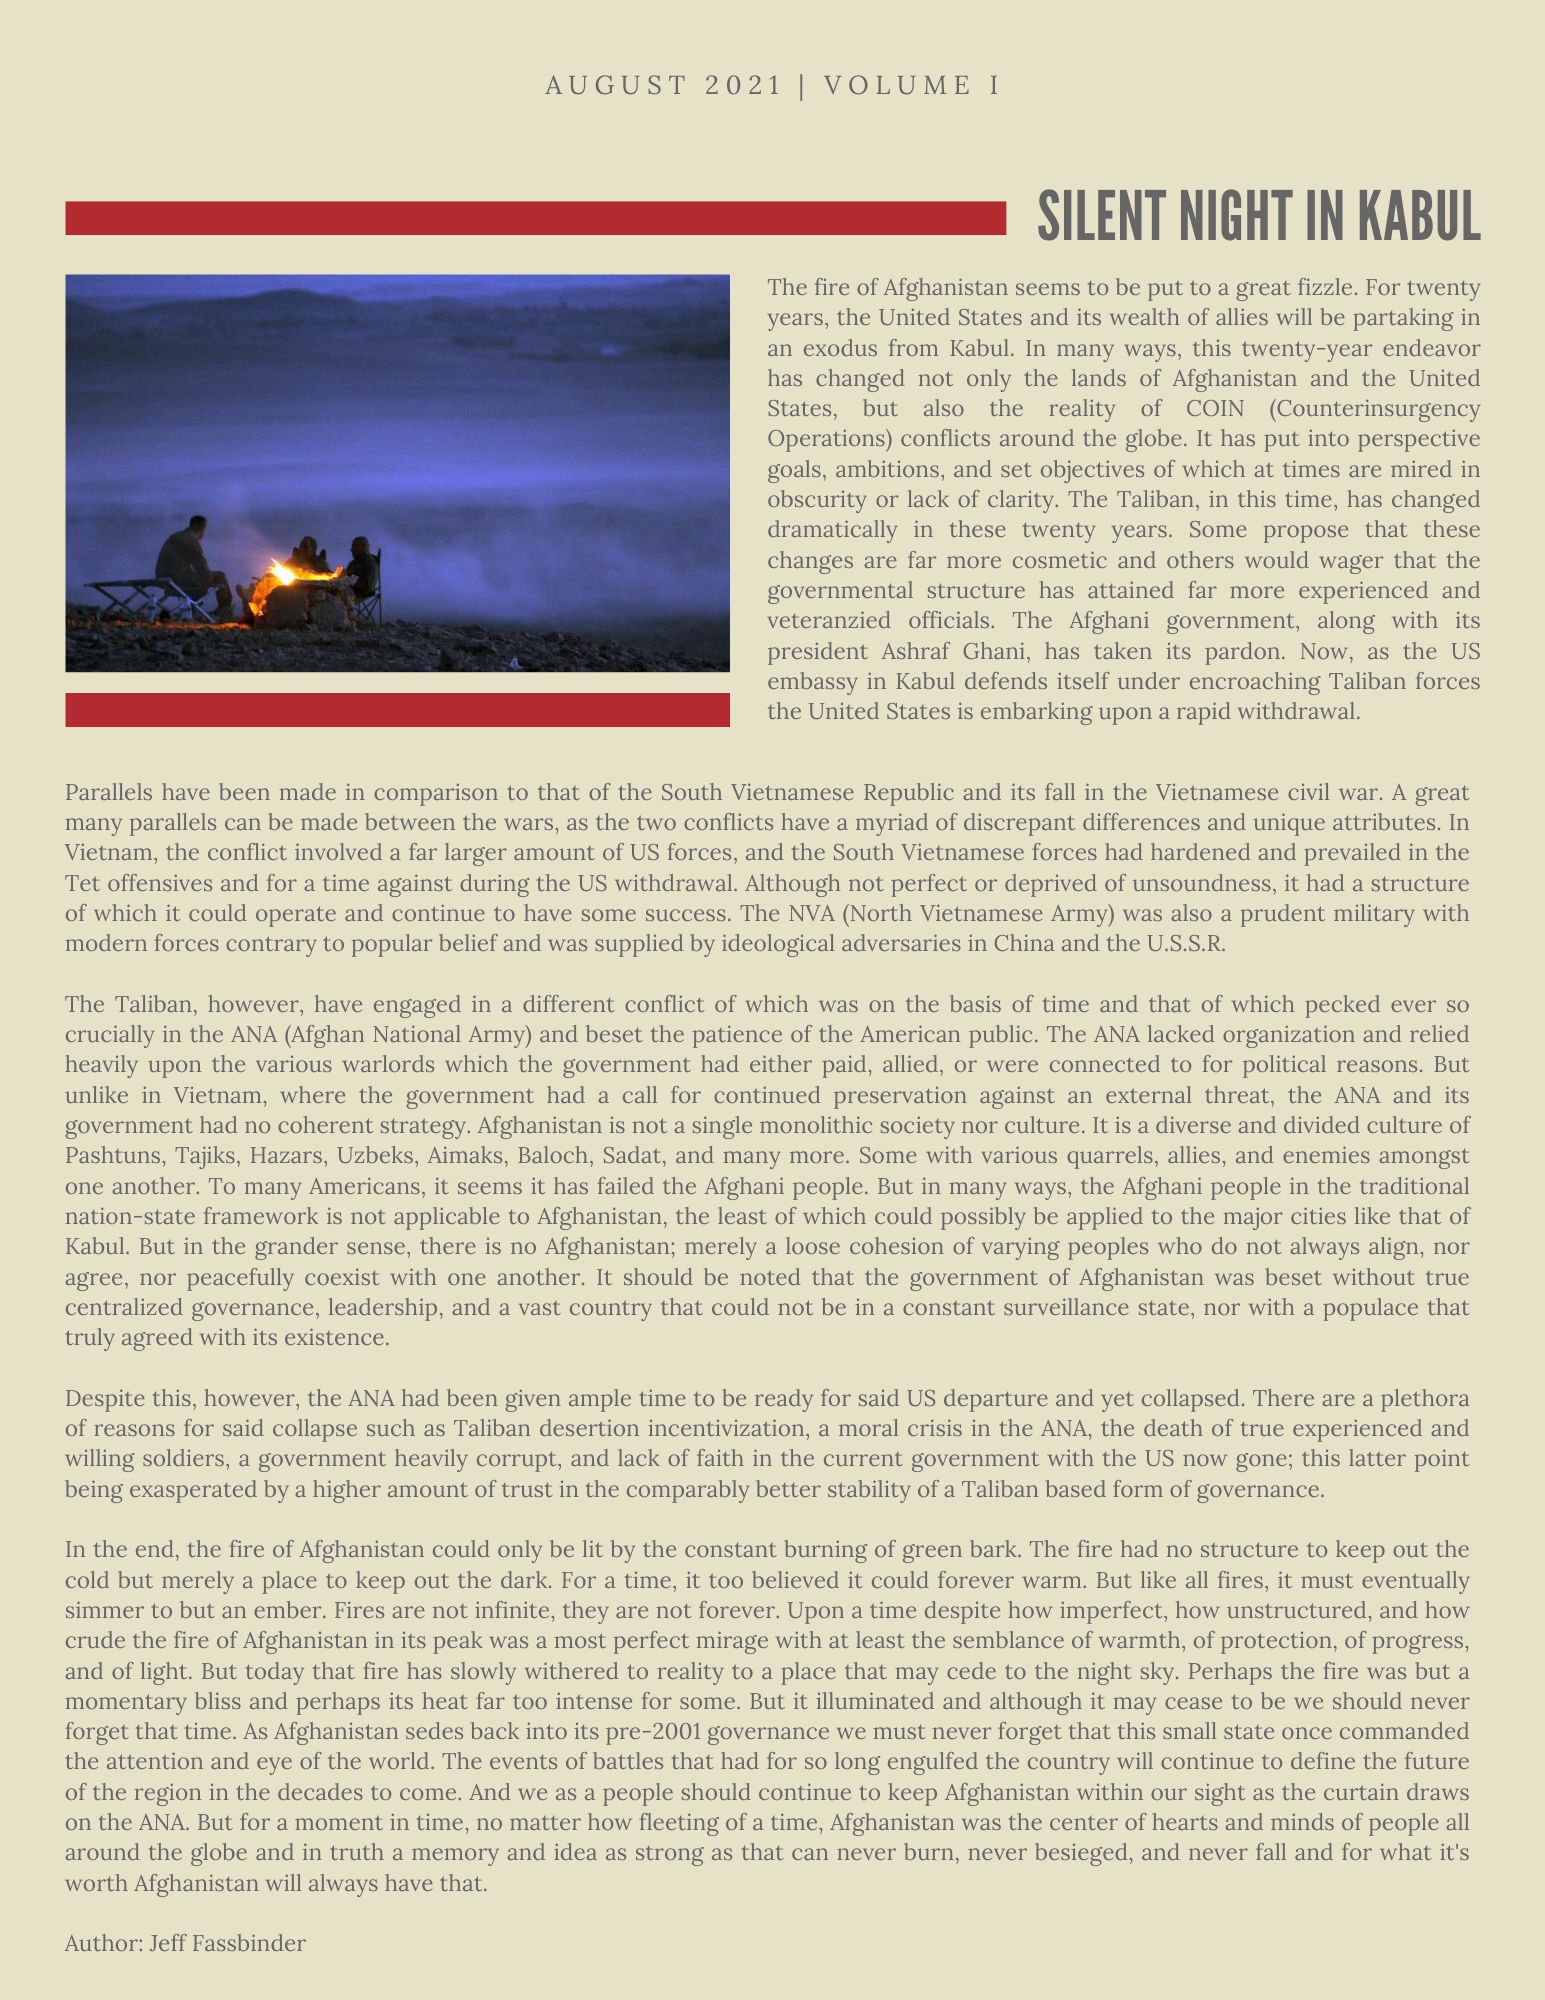 AUGUST 2021 | VOLUME I
SILENT NIGHT IN KABUL
The fire of Afghanistan seems to be put to a great fizzle. For twenty
years, the United States and its wealth of allies will be partaking in
an exodus from Kabul. In many ways, this twenty-year endeavor
has changed not only the lands of Afghanistan and the United
States, but also the reality of COIN (Counterinsurgency
Operations) conflicts around the globe. It has put into perspective
goals, ambitions, and set objectives of which at times are mired in
obscurity or lack of clarity. The Taliban, in this time, has changed
dramatically in these twenty years. Some propose that these
changes are far more cosmetic and others would wager that the
governmental structure has attained far more experienced and
veteranzied officials. The Afghani government, along with its
president Ashraf Ghani, has taken its pardon. Now, as the US
embassy in Kabul defends itself under encroaching Taliban forces
the United States is embarking upon a rapid withdrawal.
Parallels have been made in comparison to that of the South Vietnamese Republic and its fall in the Vietnamese civil war. A great
many parallels can be made between the wars, as the two conflicts have a myriad of discrepant differences and unique attributes. In
Vietnam, the conflict involved a far larger amount of US forces, and the South Vietnamese forces had hardened and prevailed in the
Tet offensives and for a time against during the US withdrawal. Although not perfect or deprived of unsoundness, it had a structure
of which it could operate and continue to have some success. The NVA (North Vietnamese Army) was also a prudent military with
modern forces contrary to popular belief and was supplied by ideological adversaries in China and the U.S.S.R.
The Taliban, however, have engaged in a different conflict of which was on the basis of time and that of which pecked ever so
crucially in the ANA (Afghan National Army) and beset the patience of the American public. The ANA lacked organization and relied
heavily upon the various warlords which the government had either paid, allied, or were connected to for political reasons. But
unlike in Vietnam, where the government had a call for continued preservation against an external threat, the ANA and its
government had no coherent strategy. Afghanistan is not a single monolithic society nor culture. It is a diverse and divided culture of
Pashtuns, Tajiks, Hazars, Uzbeks, Aimaks, Baloch, Sadat, and many more. Some with various quarrels, allies, and enemies amongst
one another. To many Americans, it seems it has failed the Afghani people. But in many ways, the Afghani people in the traditional
nation-state framework is not applicable to Afghanistan, the least of which could possibly be applied to the major cities like that of
Kabul. But in the grander sense, there is no Afghanistan; merely a loose cohesion of varying peoples who do not always align, nor
agree, nor peacefully coexist with one another. It should be noted that the government of Afghanistan was beset without true
centralized governance, leadership, and a vast country that could not be in a constant surveillance state, nor with a populace that
truly agreed with its existence.
Despite this, however, the ANA had been given ample time to be ready for said US departure and yet collapsed. There are a plethora
of reasons for said collapse such as Taliban desertion incentivization, a moral crisis in the ANA, the death of true experienced and
willing soldiers, a government heavily corrupt, and lack of faith in the current government with the US now gone; this latter point
being exasperated by a higher amount of trust in the comparably better stability of a Taliban based form of governance.
In the end, the fire of Afghanistan could only be lit by the constant burning of green bark. The fire had no structure to keep out the
cold but merely a place to keep out the dark. For a time, it too believed it could forever warm. But like all fires, it must eventually
simmer to but an ember. Fires are not infinite, they are not forever. Upon a time despite how imperfect, how unstructured, and how
crude the fire of Afghanistan in its peak was a most perfect mirage with at least the semblance of warmth, of protection, of progress,
and of light. But today that fire has slowly withered to reality to a place that may cede to the night sky. Perhaps the fire was but a
momentary bliss and perhaps its heat far too intense for some. But it illuminated and although it may cease to be we should never
forget that time. As Afghanistan sedes back into its pre-2001 governance we must never forget that this small state once commanded
the attention and eye of the world. The events of battles that had for so long engulfed the country will continue to define the future
of the region in the decades to come. And we as a people should continue to keep Afghanistan within our sight as the curtain draws
on the ANA. But for a moment in time, no matter how fleeting of a time, Afghanistan was the center of hearts and minds of people all
around the globe and in truth a memory and idea as strong as that can never burn, never besieged, and never fall and for what it's
worth Afghanistan will always have that.
Author: Jeff Fassbinder